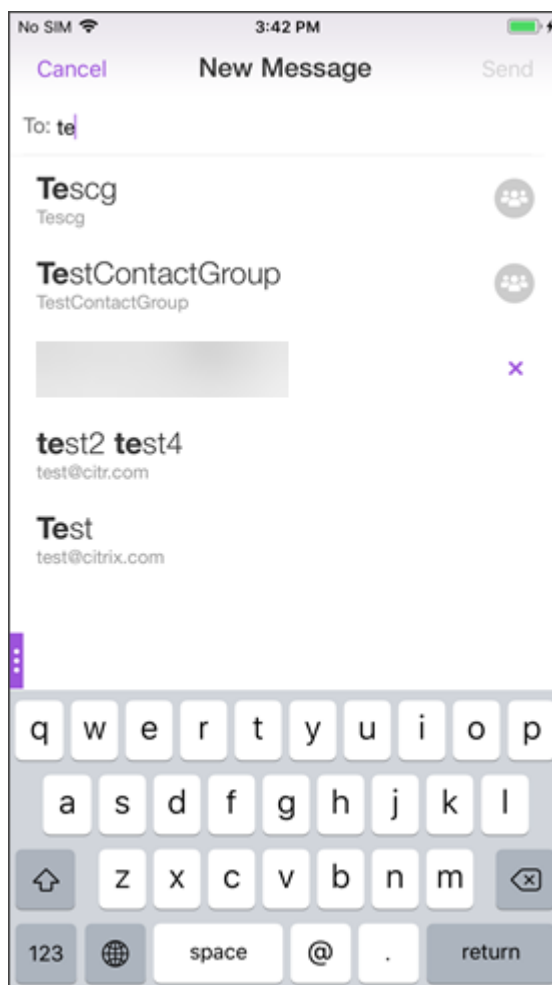 No SIM 3:42 PM
Cancel New Message Send
To: te
Tescg
Tescg
TestContactGroup
TestContactGroup
test2 test4
test@citr.com
Test
test@citrix.com
q w e r t y u i o p
a s d f g h j k l
z x c v b n m
123 space @ . return